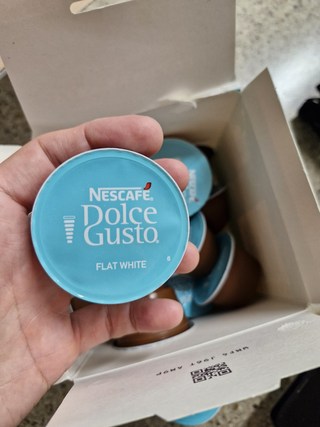 NESCAFÉ
Dolce
Gusto
FLAT WHITE